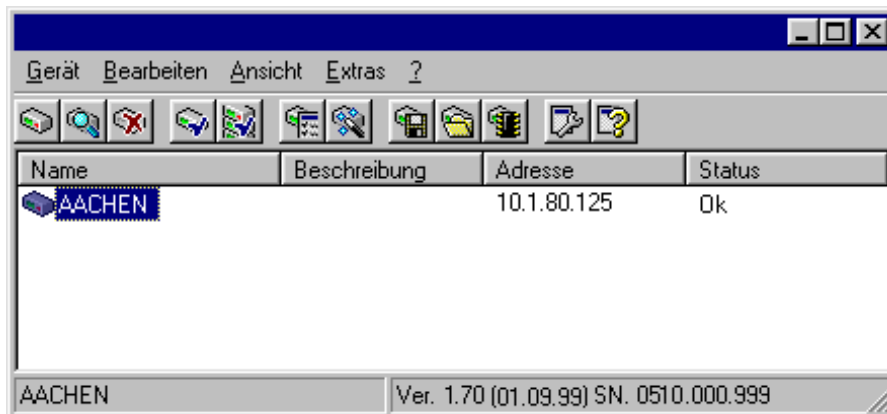 Gerät Bearbeiten Ansicht Extras ?
Name Beschreibung Adresse Status
AACHEN 10.1.80.125 Ok
AACHEN Ver. 1.70 (01.09.99) SN. 0510.000.999